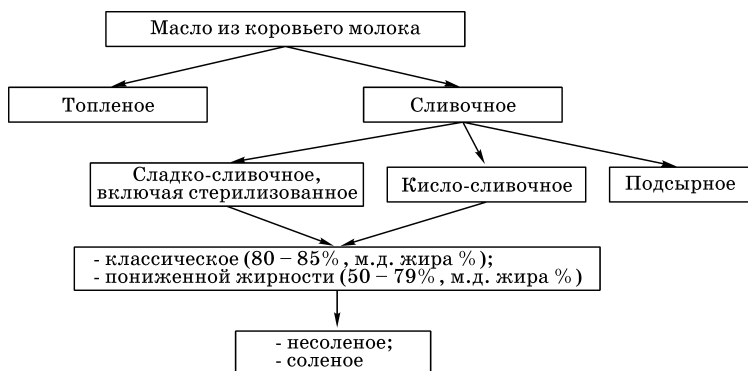 Масло из коровьего молока
Топленое
Сливочное
Сладко-сливочное,
включая стерилизованное
Кисло-сливочное
Подсырное
- классическое (80 – 85%, м.д. жира %);
- пониженной жирности (50 – 79%, м.д. жира %)
- несоленое;
- соленое